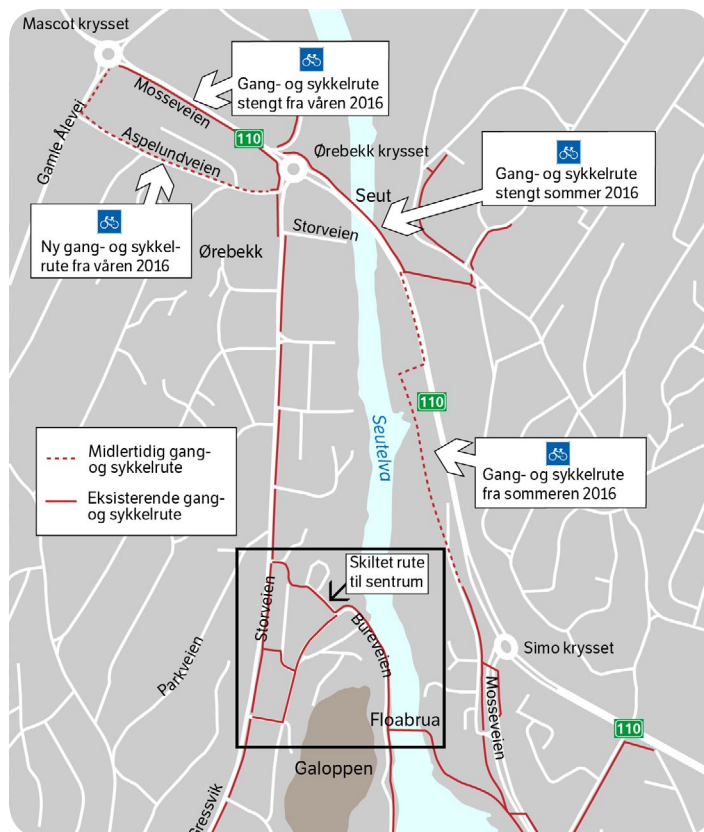 Mascot krysset
Gang- og sykkelrute
stengt fra våren 2016
Mosseveien
110
Gamle Ålevei
Aspelundveien
Ørebekk krysset
Gang- og sykkelrute
stengt sommer 2016
Seut
Ny gang- og sykkel-
rute fra våren 2016
Storveien
Ørebekk
110
Seutelva
Midlertidig gang-
og sykkelrute
Eksisterende gang-
og sykkelrute
Gang- og sykkelrute
fra sommeren 2016
Skiltet rute
til sentrum
Storveien
Bureveien
Parkveien
Simo krysset
Mosseveien
Floabrua
110
Galoppen
Gressvik